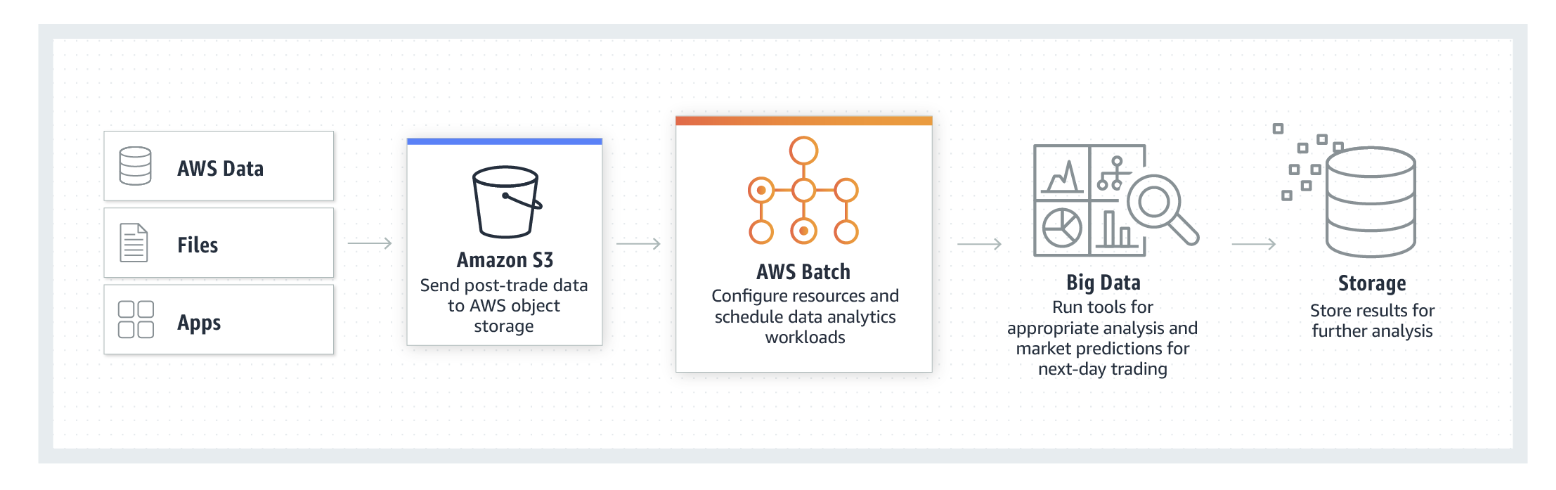 AWS Data
Files
Apps
Amazon S3
Send post-trade data
to AWS object
storage
AWS Batch
Configure resources and
schedule data analytics
workloads
Big Data
Run tools for
appropriate analysis and
market predictions for
next-day trading
Storage
Store results for
further analysis